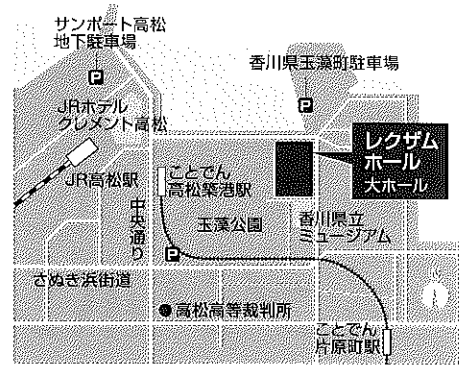 サンポート高松
地下駐車場
P
香川県玉藻町駐車場
P
JRホテル
クレメント高松
レクザム
ホール
大ホール
JR高松駅
ことでん
高松築港駅
中央通り
玉藻公園
香川県立
ミュージアム
P
さぬき浜街道
高松高等裁判所
ことでん
片原町駅